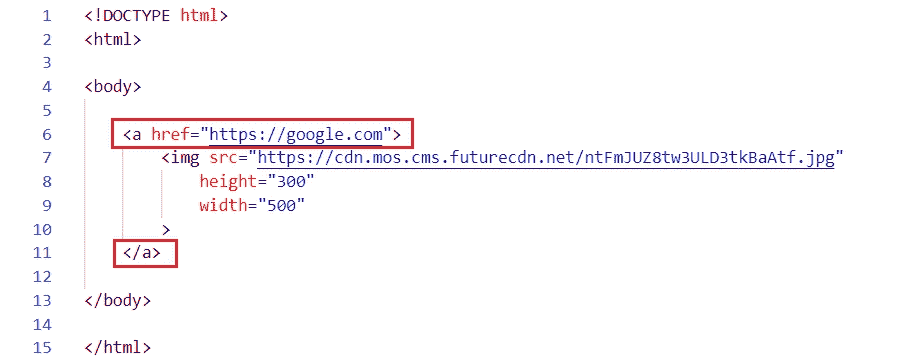 1 <!DOCTYPE html>
2 <html>
3
4 <body>
5
6 <a href="https://google.com">
7 <img src="https://cdn.mos.cms.futurecdn.net/ntFmJUZ8tw3ULD3tkBaAtf.jpg"
8 height="300"
9 width="500"
10 >
11 </a>
12
13 </body>
14
15 </html>